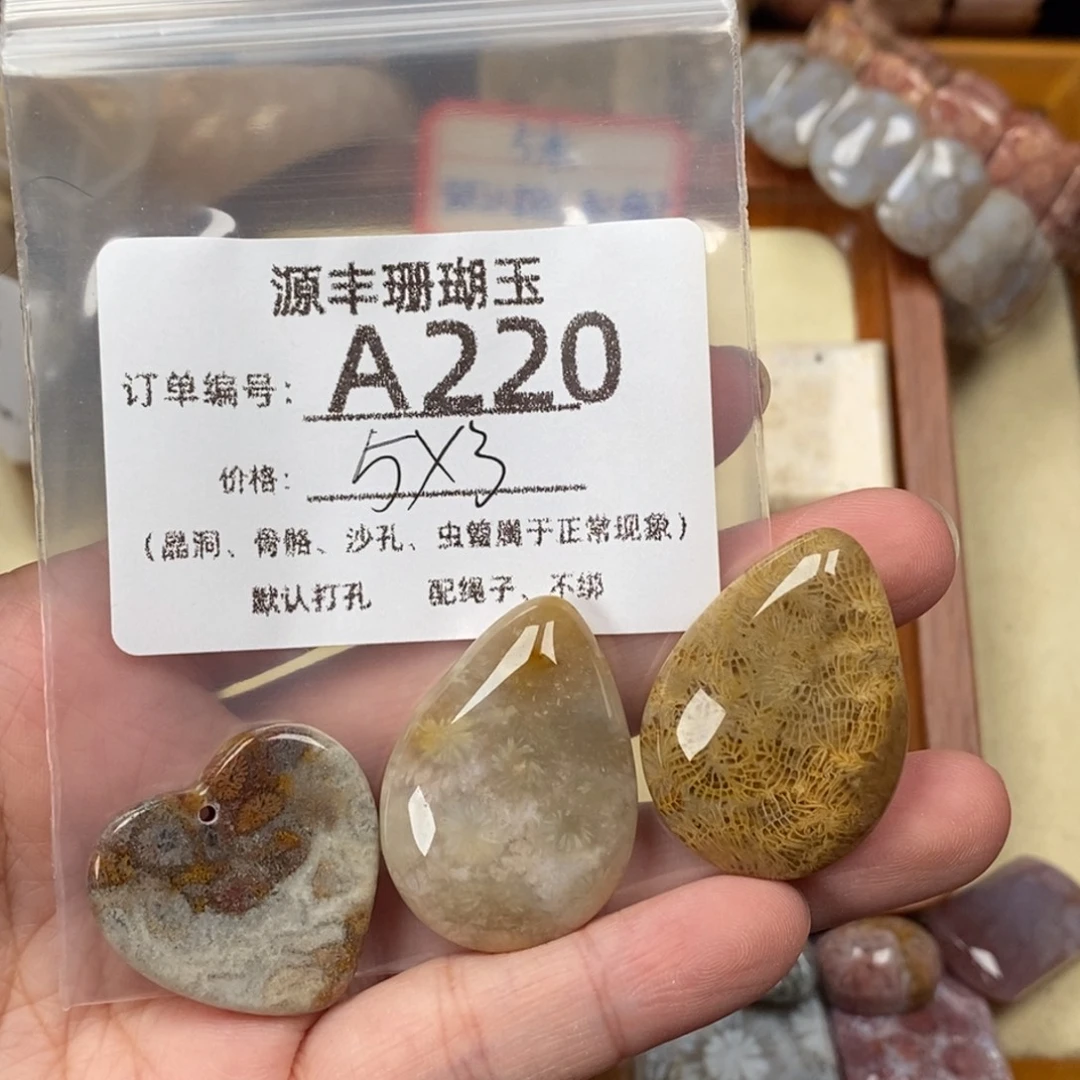 源丰珊瑚玉
订单编号: A220
价格: 5X3
(晶洞、骨骼、沙孔、虫管属于正常现象)
默认打孔 配绳子、不绑